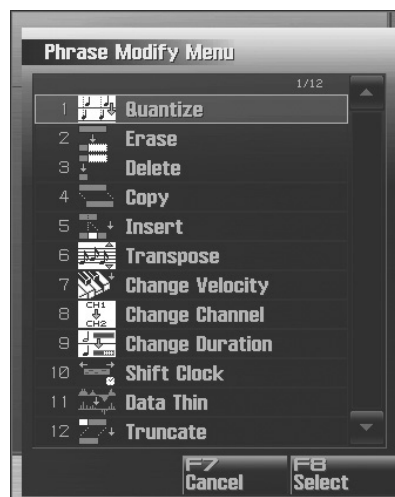 Phrase Modify Menu
1/12
1 Quantize
2 Erase
3 Delete
4 Copy
5 Insert
6 Transpose
7 Change Velocity
8 CH1 CH2 Change Channel
9 Change Duration
10 Shift Clock
11 Data Thin
12 Truncate
F7 F8
Cancel Select